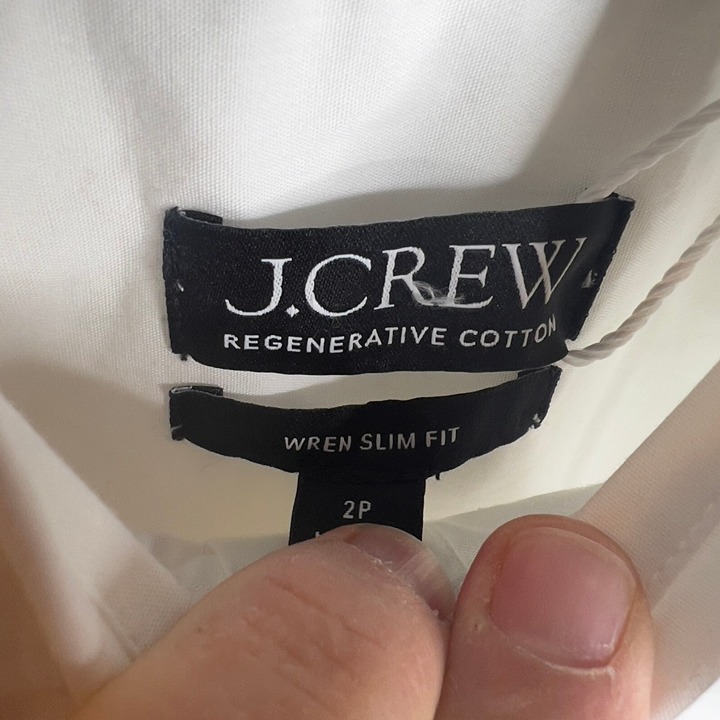 J.CREW
REGENERATIVE COTTON
WREN SLIM FIT
2P